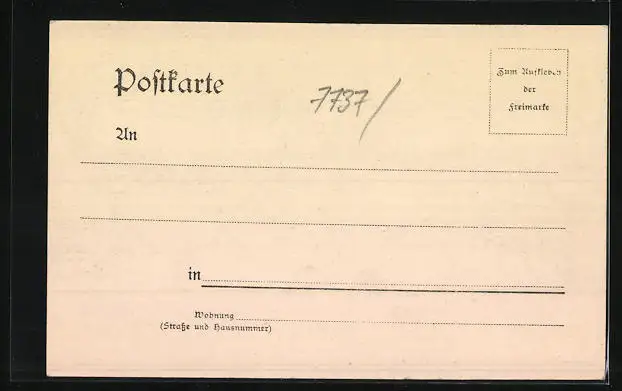 Postkarte
7737/
Zum Aufkleben
der
Freimarke
An
in
Wohnung
(Straße und Hausnummer)